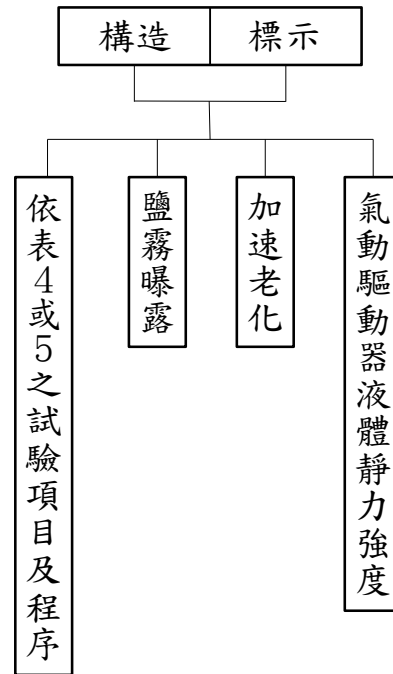 構造
標示
依表4或5之試驗項目及程序
鹽霧曝露
加速老化
氣動驅動器液體靜力強度